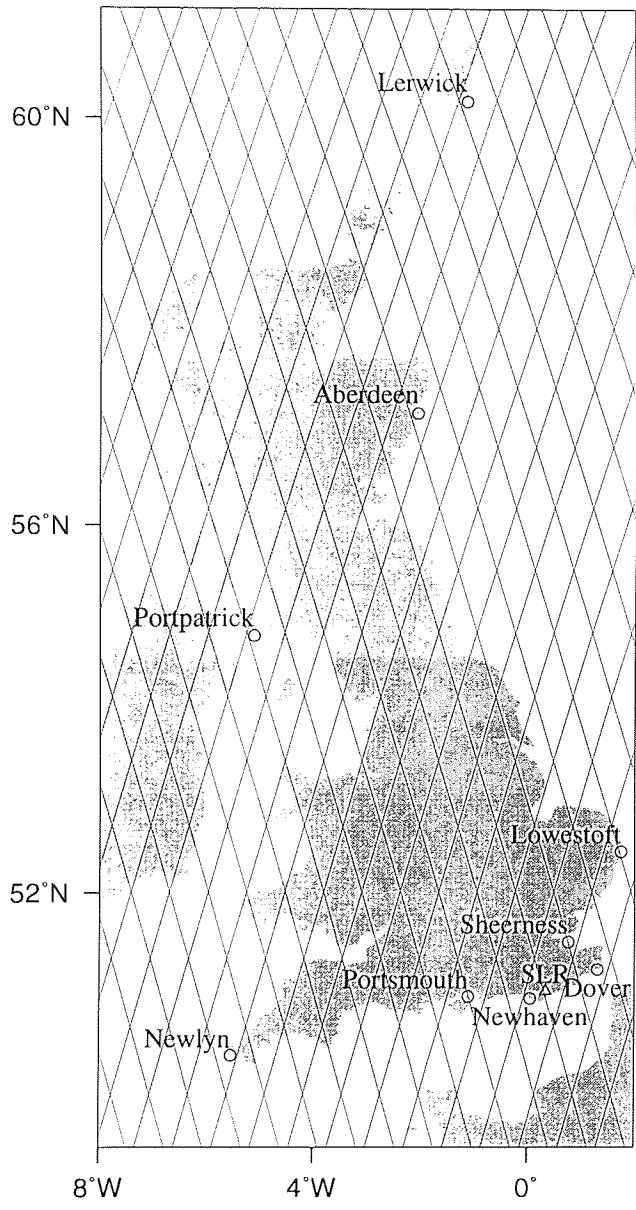 Lerwick
60°N
Aberdeen
56°N
Portpatrick
Lowestoft
52°N
Sheerness
SLR
Portsmouth
Dover
Newhaven
Newlyn
8°W
4°W
0°